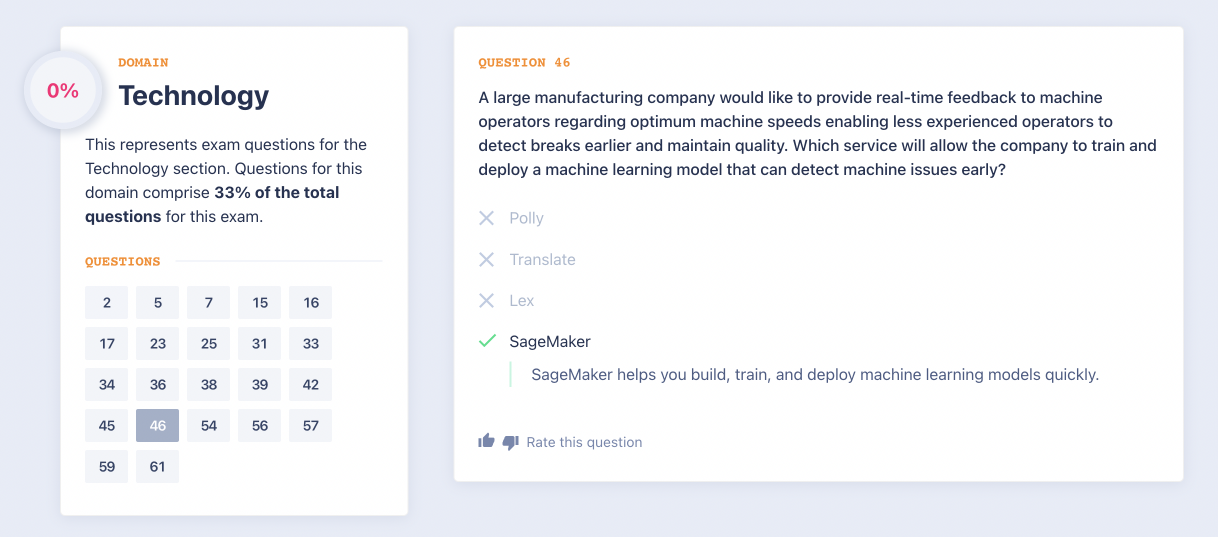 0%
DOMAIN
Technology
This represents exam questions for the
Technology section. Questions for this
domain comprise 33% of the total
questions for this exam.
QUESTIONS
2 5 7 15 16
17 23 25 31 33
34 36 38 39 42
45 46 54 56 57
59 61
QUESTION 46
A large manufacturing company would like to provide real-time feedback to machine
operators regarding optimum machine speeds enabling less experienced operators to
detect breaks earlier and maintain quality. Which service will allow the company to train and
deploy a machine learning model that can detect machine issues early?
Polly
Translate
Lex
SageMaker
SageMaker helps you build, train, and deploy machine learning models quickly.
Rate this question